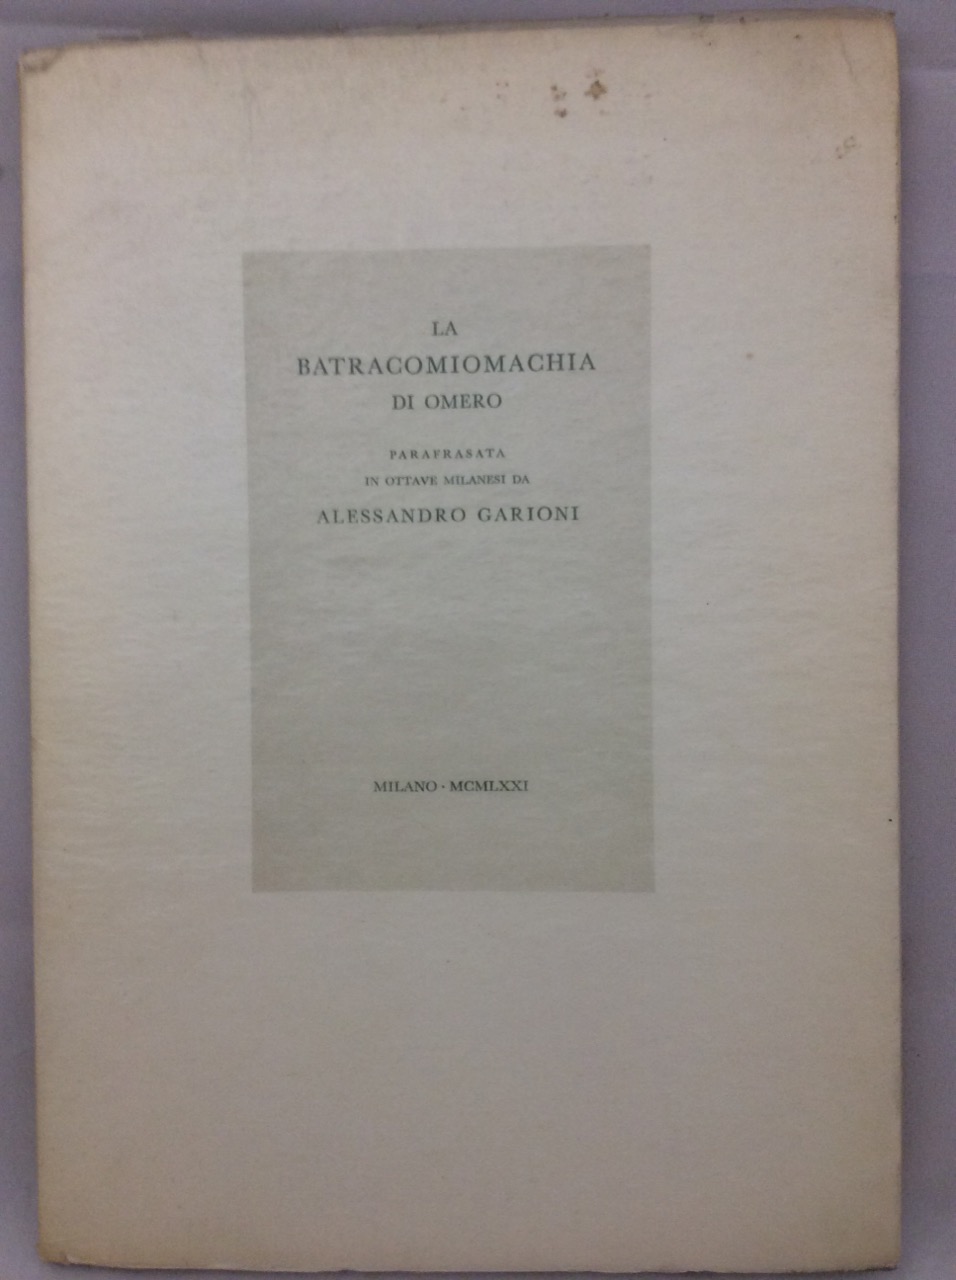 LA
BATRACOMIOMACHIA
DI OMERO
PARAFRASATA
IN OTTAVE MILANESI DA
ALESSANDRO GARIONI
MILANO · MCMLXXI